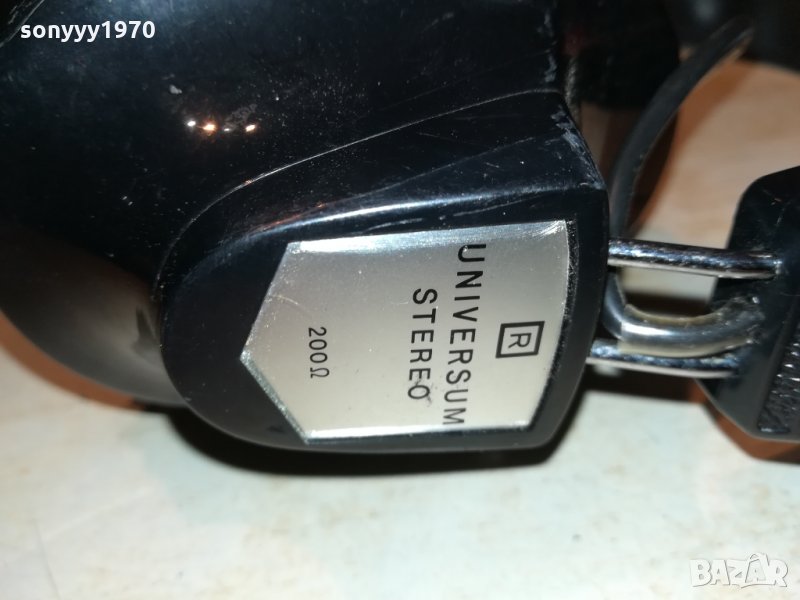 sonyyy1970
R
UNIVERSUM
STEREO
200Ω
BAZAR